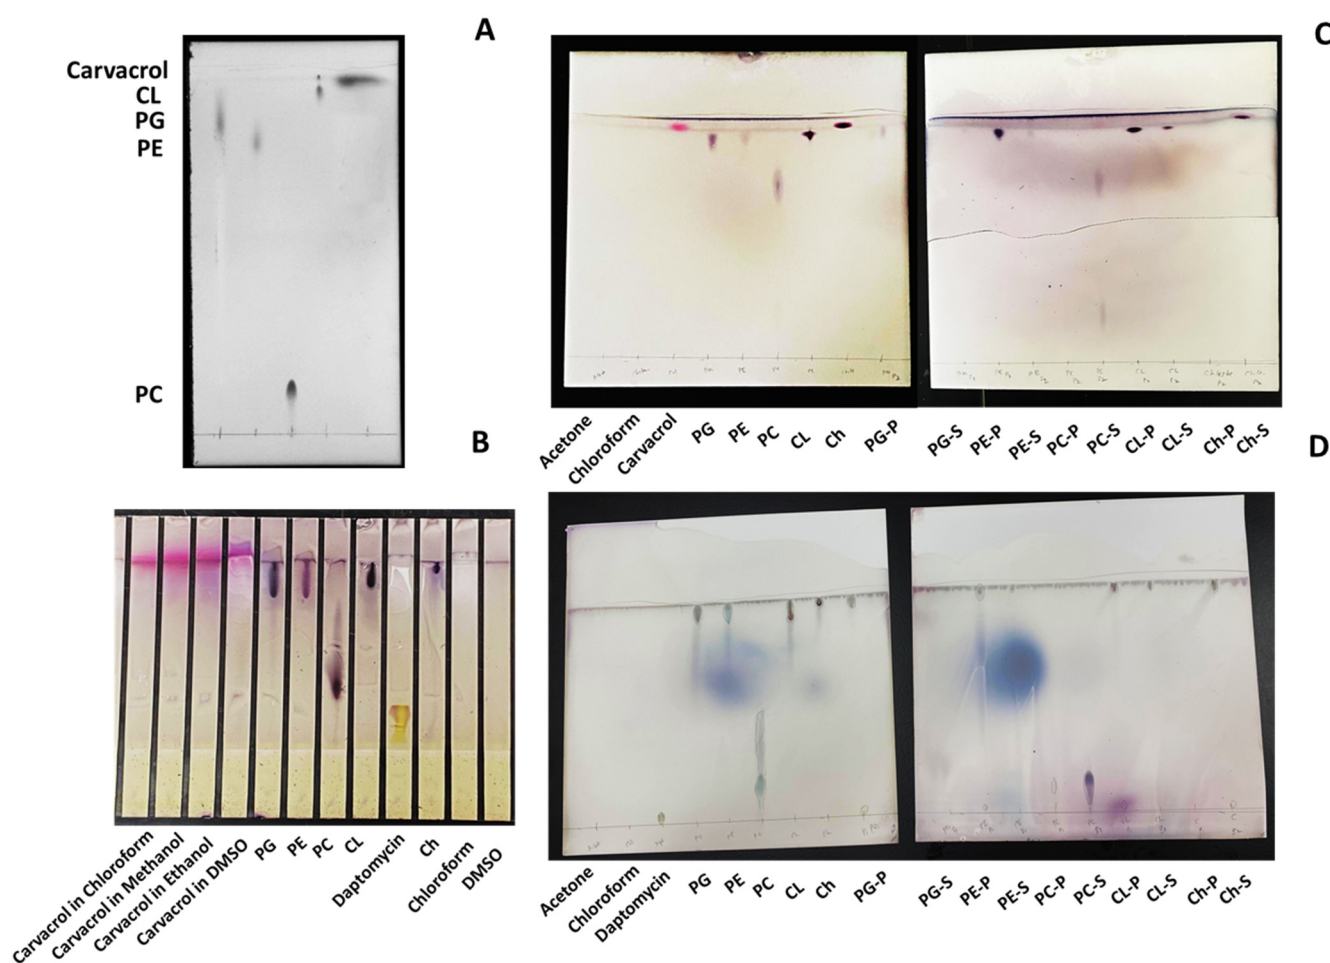 A
Carvacrol
CL
PG
PE
PC
B
Carvacrol in Chloroform
Carvacrol in Methanol
Carvacrol in Ethanol
Carvacrol in DMSO
PG
PE
PC
CL
Daptomycin
Ch
Chloroform
DMSO
C
Acetone
Chloroform
Carvacrol
PG
PE
PC
CL
Ch
PG-P
PG-S
PE-P
PE-S
PC-P
PC-S
CL-P
CL-S
Ch-P
Ch-S
D
Acetone
Chloroform
Daptomycin
PG
PE
PC
CL
Ch
PG-P
PG-S
PE-P
PE-S
PC-P
PC-S
CL-P
CL-S
Ch-P
Ch-S